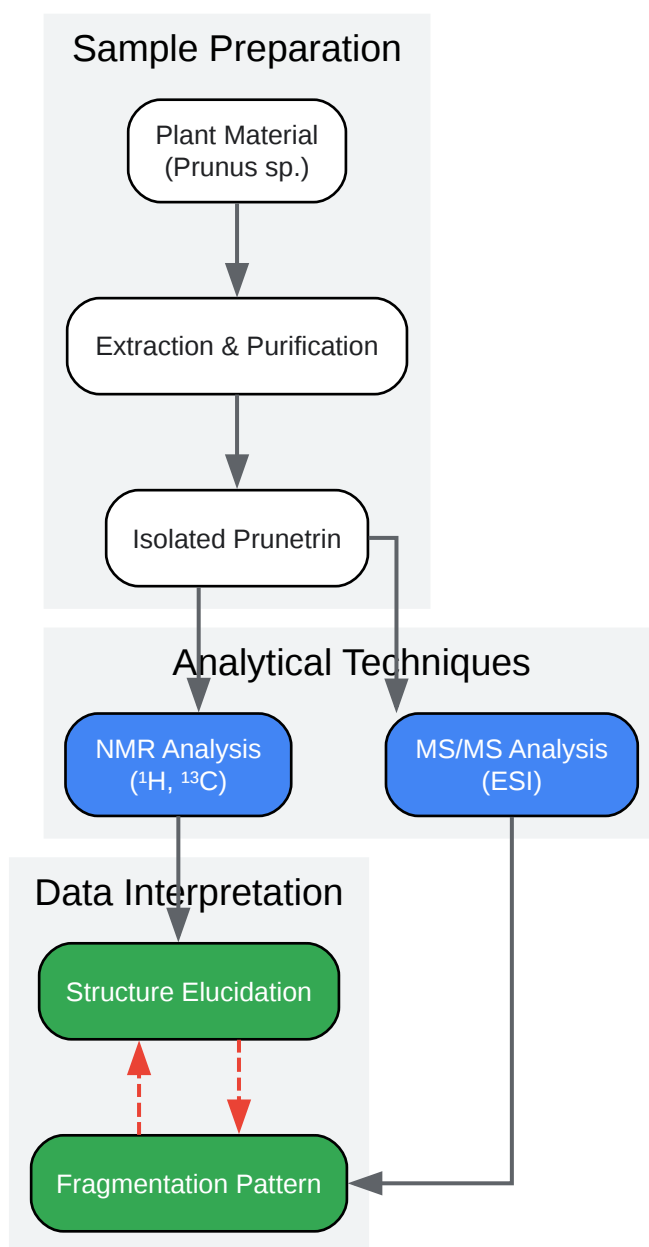 Sample Preparation
Plant Material
(Prunus sp.)
Extraction & Purification
Isolated Prunetrin
Analytical Techniques
NMR Analysis
(¹H, ¹³C)
MS/MS Analysis
(ESI)
Data Interpretation
Structure Elucidation
Fragmentation Pattern